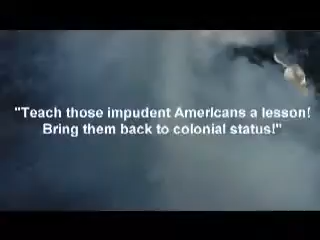 "Teach those impudent Americans a lesson!
Bring them back to colonial status!"